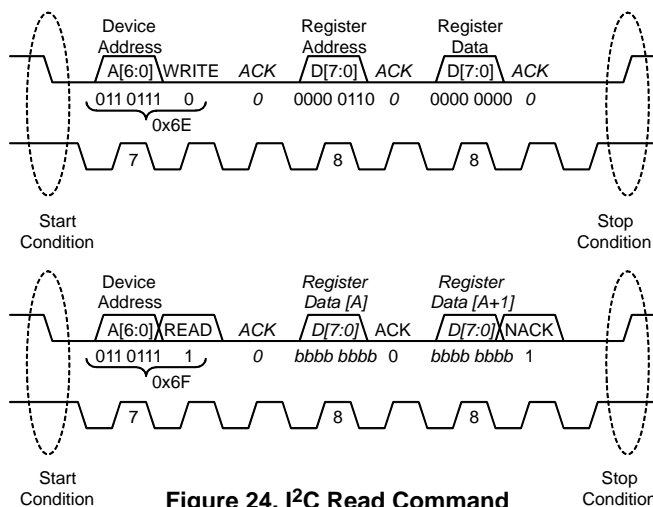 Device
Address
Register
Address
Register
Data
A[6:0] WRITE ACK D[7:0] ACK D[7:0] ACK
011 0111 0 0 0000 0110 0 0000 0000 0
0x6E
7 8 8
Start
Condition
Stop
Condition
Device
Address
Register
Data [A]
Register
Data [A+1]
A[6:0] READ ACK D[7:0] ACK D[7:0] NACK
011 0111 1 0 bbbb bbbb 0 bbbb bbbb 1
0x6F
7 8 8
Start
Condition
Stop
Condition
Figure 24. I²C Read Command